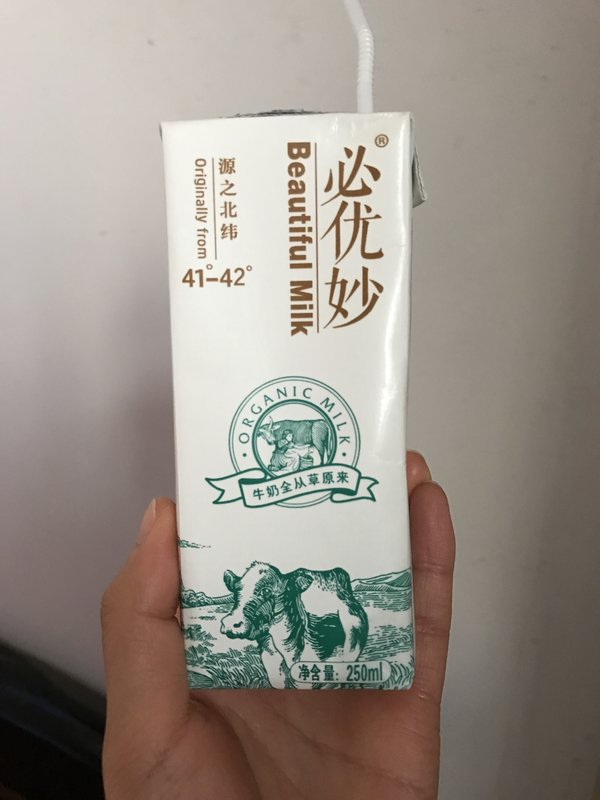 必优妙®
Beautiful Milk
源之北纬
Originally from
41°-42°
ORGANIC MILK
牛奶全从草原来
净含量: 250ml